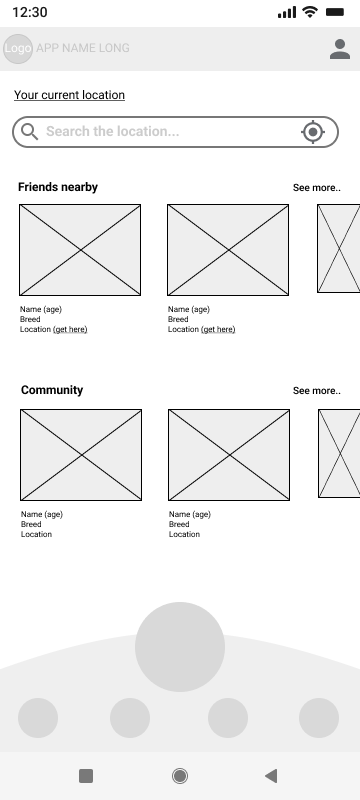 12:30
Logo APP NAME LONG
Your current location
Search the location...
Friends nearby See more..
Name (age) Name (age)
Breed Breed
Location (get here) Location (get here)
Community See more..
Name (age) Name (age)
Breed Breed
Location Location